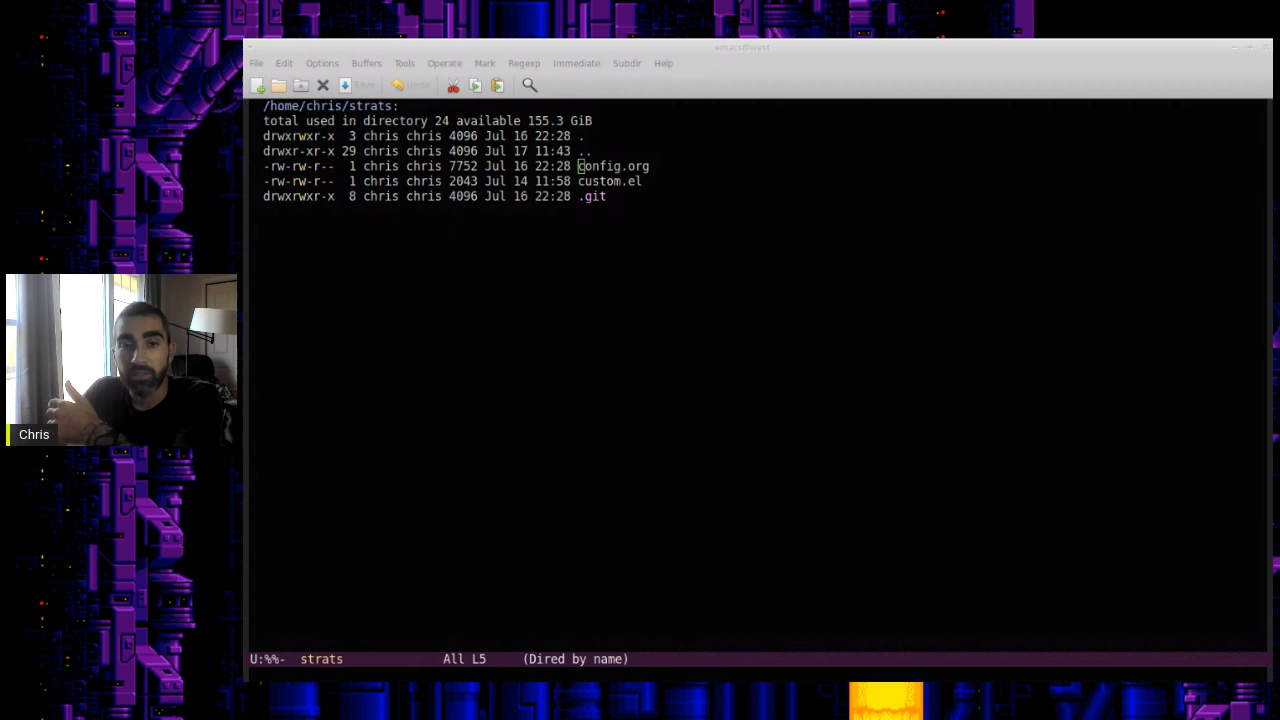 emacs@west
File Edit Options Buffers Tools Operate Mark Regexp Immediate Subdir Help
Save Undo
/home/chris/strats:
total used in directory 24 available 155.3 GiB
drwxrwxr-x  3 chris chris 4096 Jul 16 22:28 .
drwxr-xr-x 29 chris chris 4096 Jul 17 11:43 ..
-rw-rw-r--  1 chris chris 7752 Jul 16 22:28 config.org
-rw-rw-r--  1 chris chris 2043 Jul 14 11:58 custom.el
drwxrwxr-x  8 chris chris 4096 Jul 16 22:28 .git
Chris
U:%%-  strats  All L5  (Dired by name)